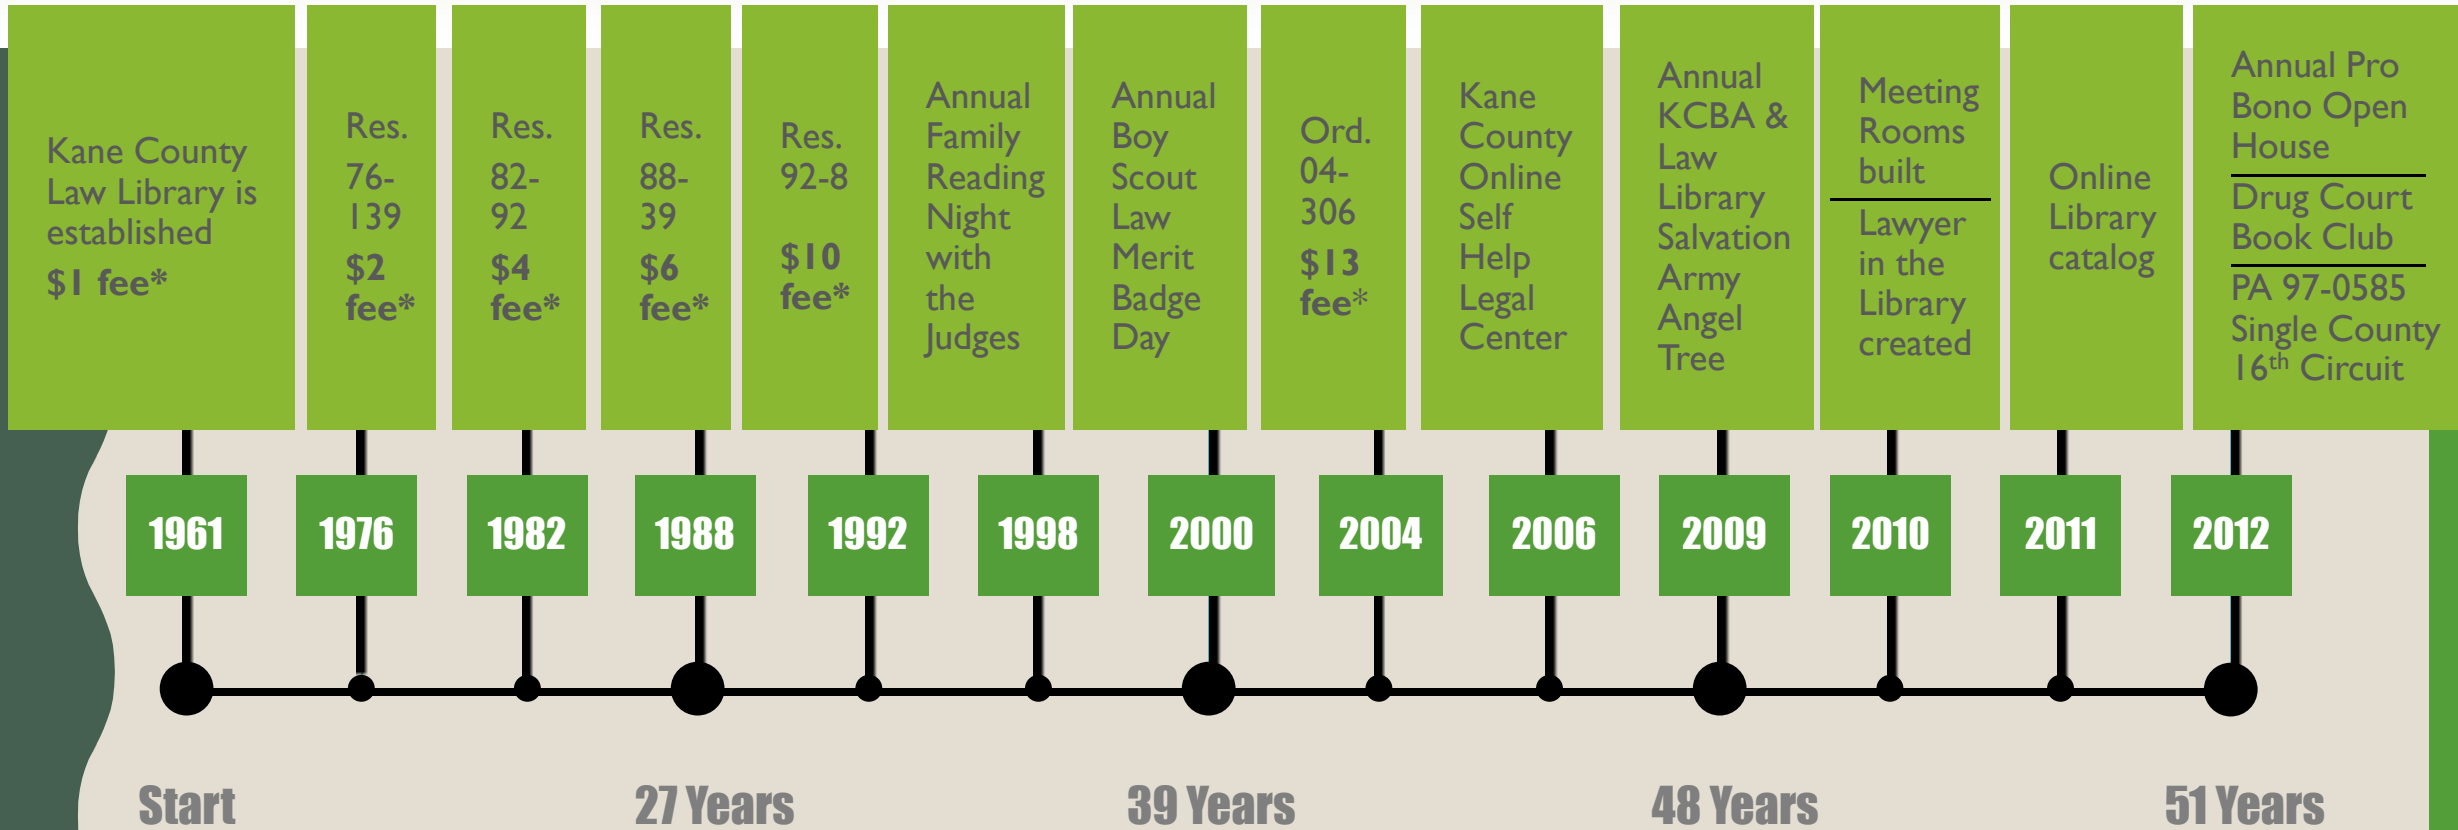 Kane County
Law Library is
established
$1 fee*
Res.
76-
139
$2
fee*
Res.
82-
92
$4
fee*
Res.
88-
39
$6
fee*
Res.
92-8
$10
fee*
Annual
Family
Reading
Night
with
the
Judges
Annual
Boy
Scout
Law
Merit
Badge
Day
Ord.
04-
306
$13
fee*
Kane
County
Online
Self
Help
Legal
Center
Annual
KCBA &
Law
Library
Salvation
Army
Angel
Tree
Meeting
Rooms
built
Lawyer
in the
Library
created
Online
Library
catalog
Annual Pro
Bono Open
House
Drug Court
Book Club
PA 97-0585
Single County
16th Circuit
1961
1976
1982
1988
1992
1998
2000
2004
2006
2009
2010
2011
2012
Start
27 Years
39 Years
48 Years
51 Years